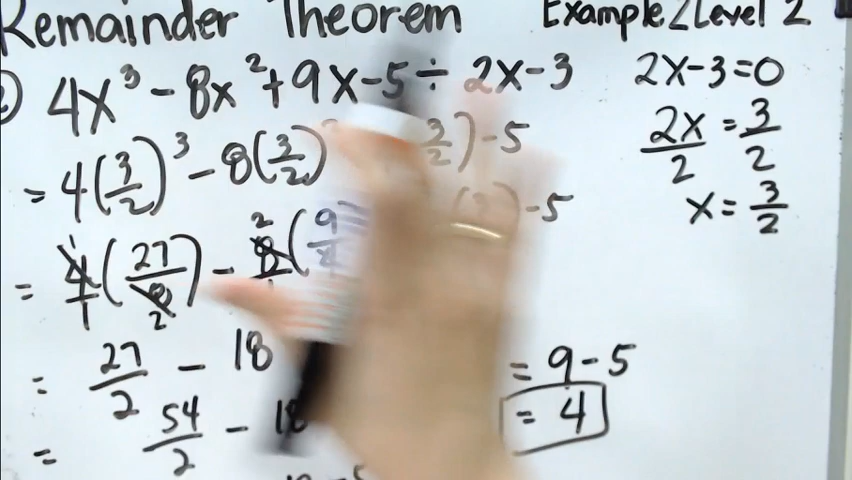 Remainder Theorem
Example 2 Level 2
4x³ - 8x² + 9x - 5 ÷ 2x - 3
2x - 3 = 0
= 4(3/2)³ - 8(3/2) 3/2) - 5
2x/2 = 3/2
x = 3/2
= 4/1 (27/8) - 8 (9/4 ) - 5
1 2 2
= 27/2 - 18
= 9 - 5
= 54/2 - 18
= 4